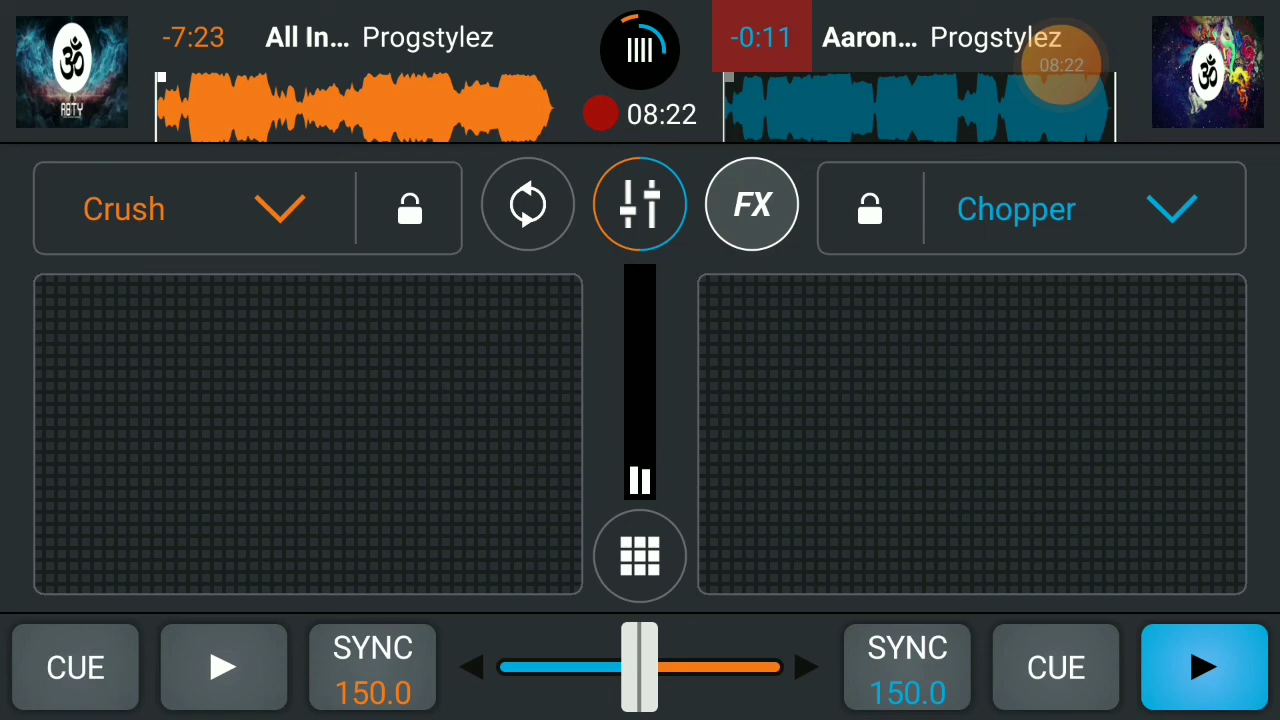 -7:23 All In... Progstylez
-0:11 Aaron... Progstylez
08:22
08:22
ABTY
Crush
FX
Chopper
CUE
SYNC
150.0
SYNC
150.0
CUE